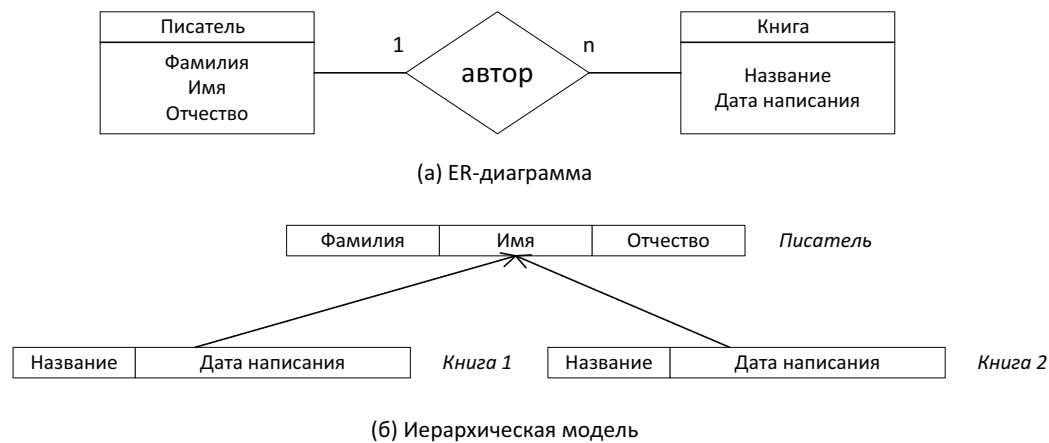 Писатель
Фамилия
Имя
Отчество
1
автор
n
Книга
Название
Дата написания
(а) ER-диаграмма
Фамилия Имя Отчество Писатель
Название Дата написания Книга 1 Название Дата написания Книга 2
(б) Иерархическая модель